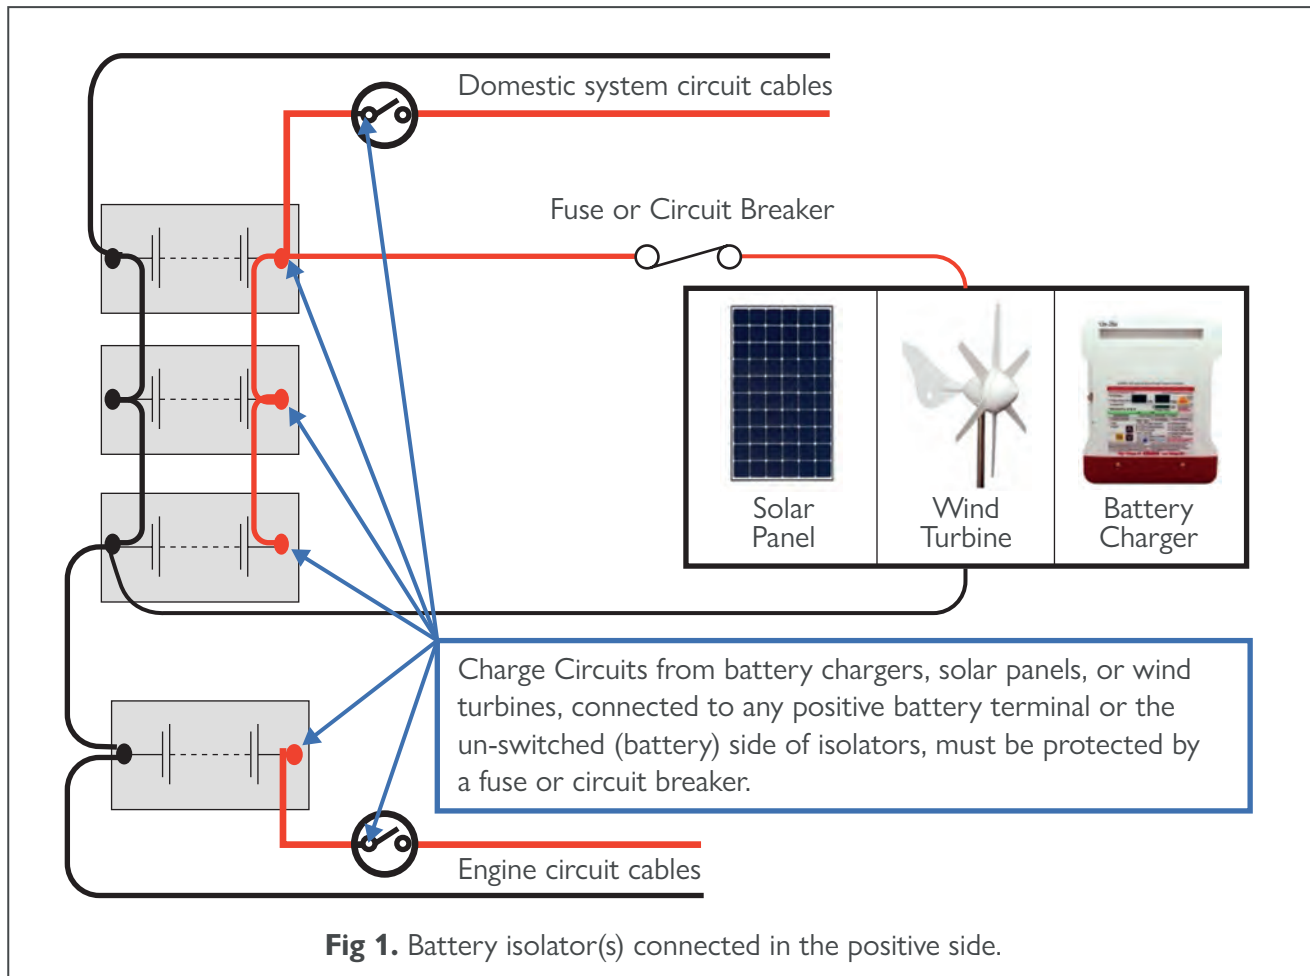 Domestic system circuit cables
Fuse or Circuit Breaker
Solar
Panel
Wind
Turbine
Battery
Charger
Charge Circuits from battery chargers, solar panels, or wind
turbines, connected to any positive battery terminal or the
un-switched (battery) side of isolators, must be protected by
a fuse or circuit breaker.
Engine circuit cables
Fig 1. Battery isolator(s) connected in the positive side.